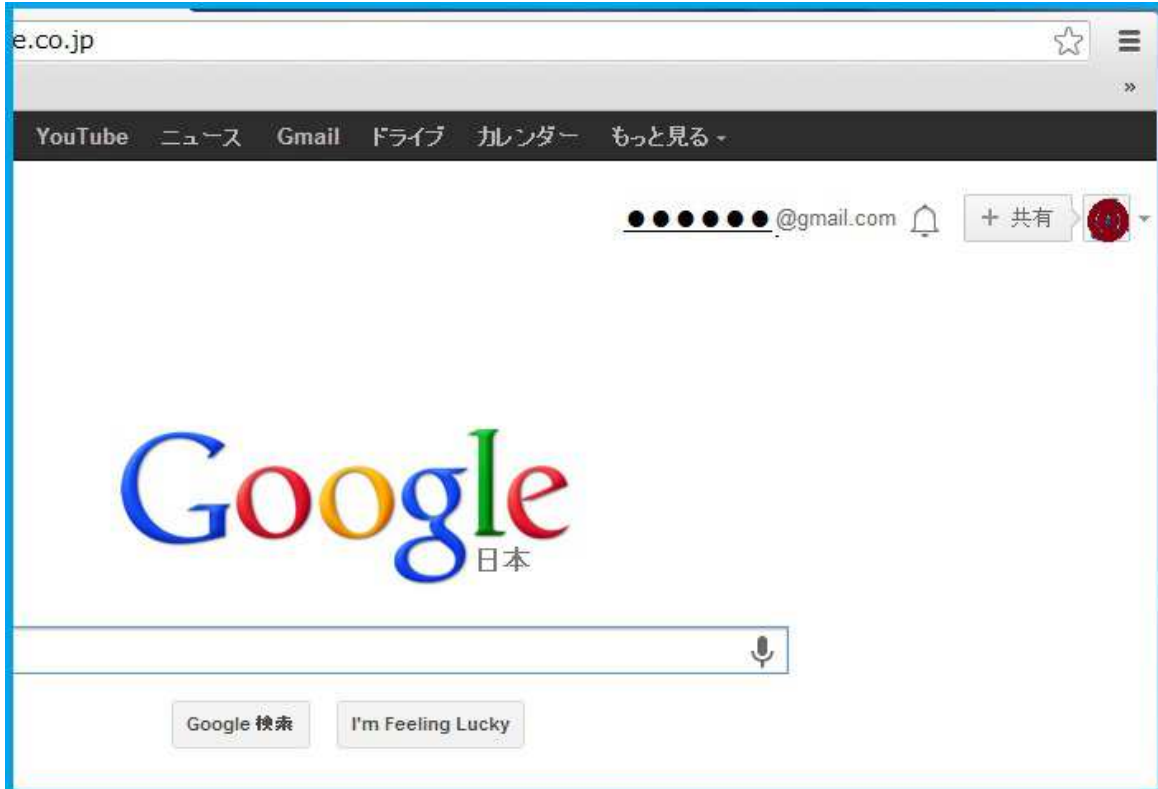 e.co.jp
»
YouTube ニュース Gmail ドライブ カレンダー もっと見る
●●●●●●@gmail.com + 共有
Google
日本
Google 検索 I'm Feeling Lucky